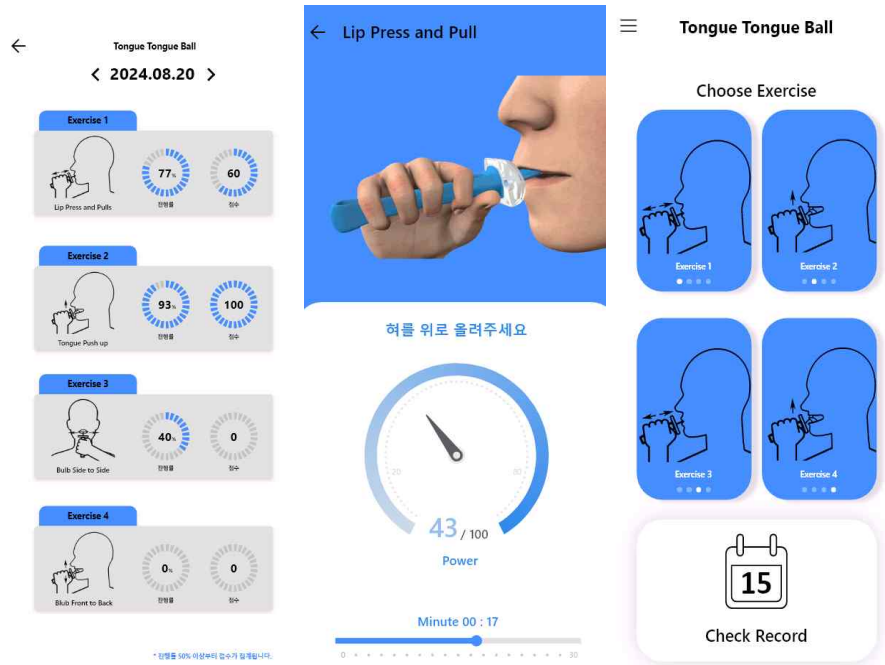 Tongue Tongue Ball
2024.08.20
Exercise 1
Lip Press and Pulls
77%
진행률
60
점수
Exercise 2
Tongue Push up
93%
진행률
100
점수
Exercise 3
Bulb Side to Side
40%
진행률
0
점수
Exercise 4
Blub Front to Back
0%
진행률
0
점수
* 진행률 50% 이상부터 점수가 집계됩니다.
Lip Press and Pull
혀를 위로 올려주세요
20
80
43 / 100
Power
Minute 00 : 17
0
30
Tongue Tongue Ball
Choose Exercise
Exercise 1
Exercise 2
Exercise 3
Exercise 4
15
Check Record